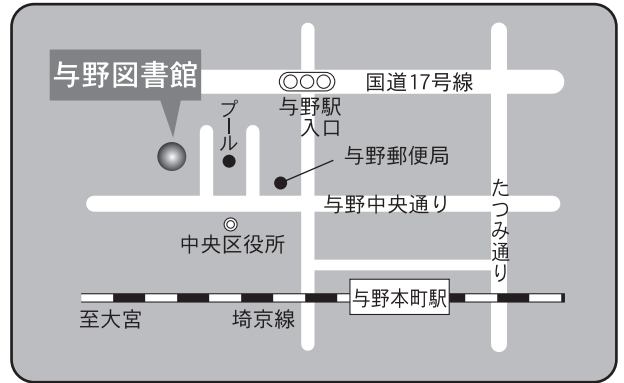 与野図書館
国道17号線
与野駅
入口
プール
与野郵便局
与野中央通り
たつみ通り
中央区役所
与野本町駅
至大宮
埼京線